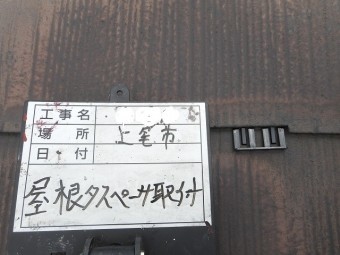 工事名
場所 上尾市
日付
屋根タスペーサ取付